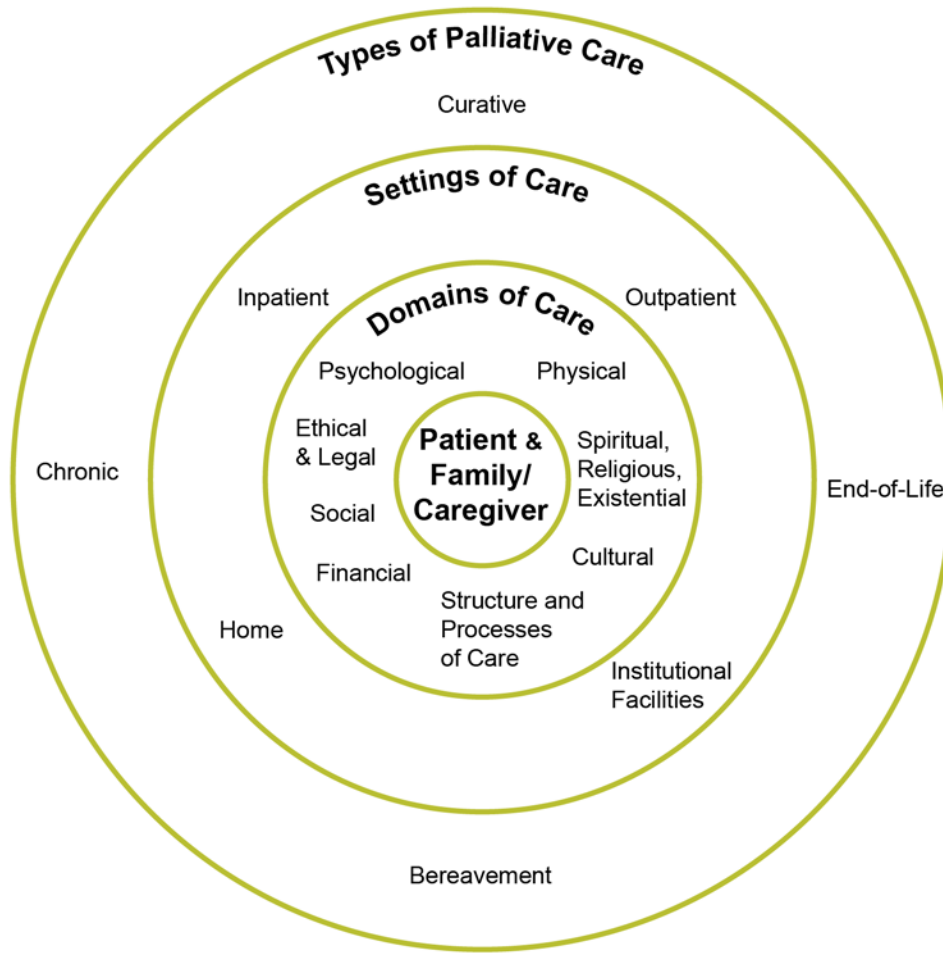 Types of Palliative Care
Curative
Settings of Care
Inpatient
Outpatient
Domains of Care
Psychological
Physical
Ethical
& Legal
Patient &
Family/
Caregiver
Spiritual,
Religious,
Existential
Chronic
End-of-Life
Social
Cultural
Financial
Structure and
Processes
of Care
Home
Institutional
Facilities
Bereavement